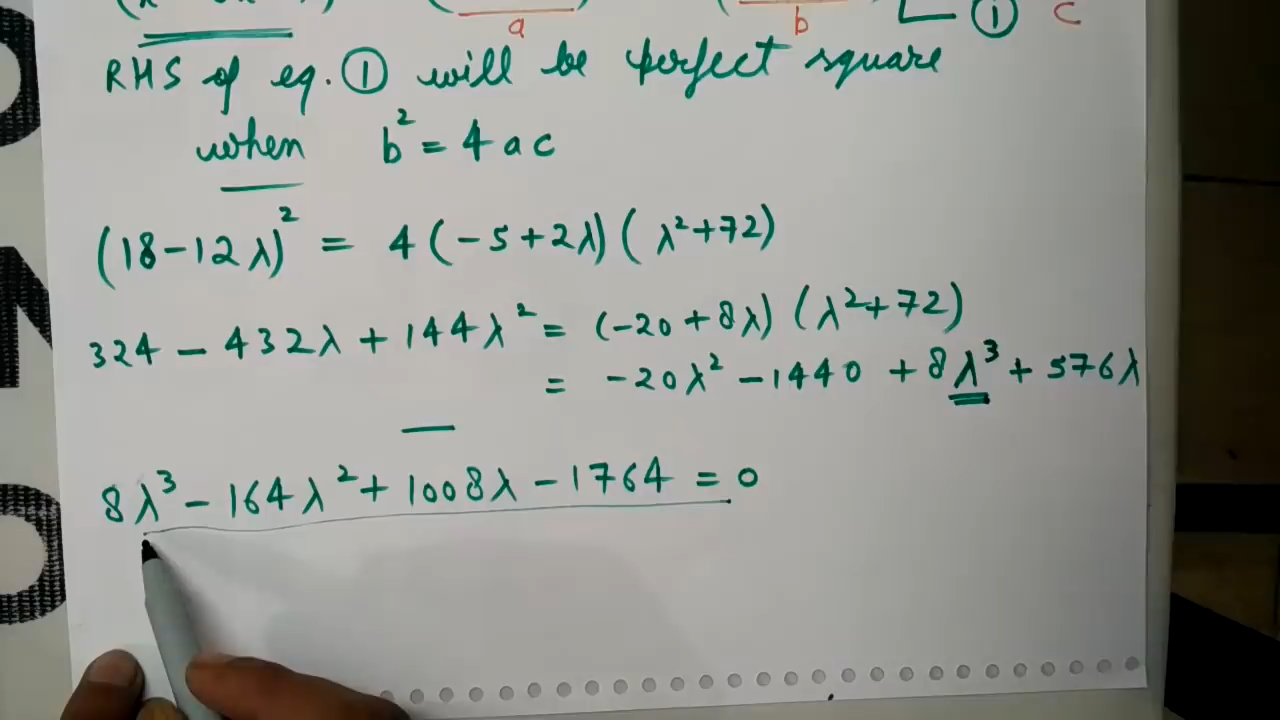 a b ① c
RHS of eq. ① will be perfect square
when b² = 4ac
(18-12λ)² = 4(-5+2λ)(λ²+72)
324 - 432λ + 144λ² = (-20 + 8λ)(λ²+72)
= -20λ² - 1440 + 8λ³ + 576λ
8λ³ - 164λ² + 1008λ - 1764 = 0